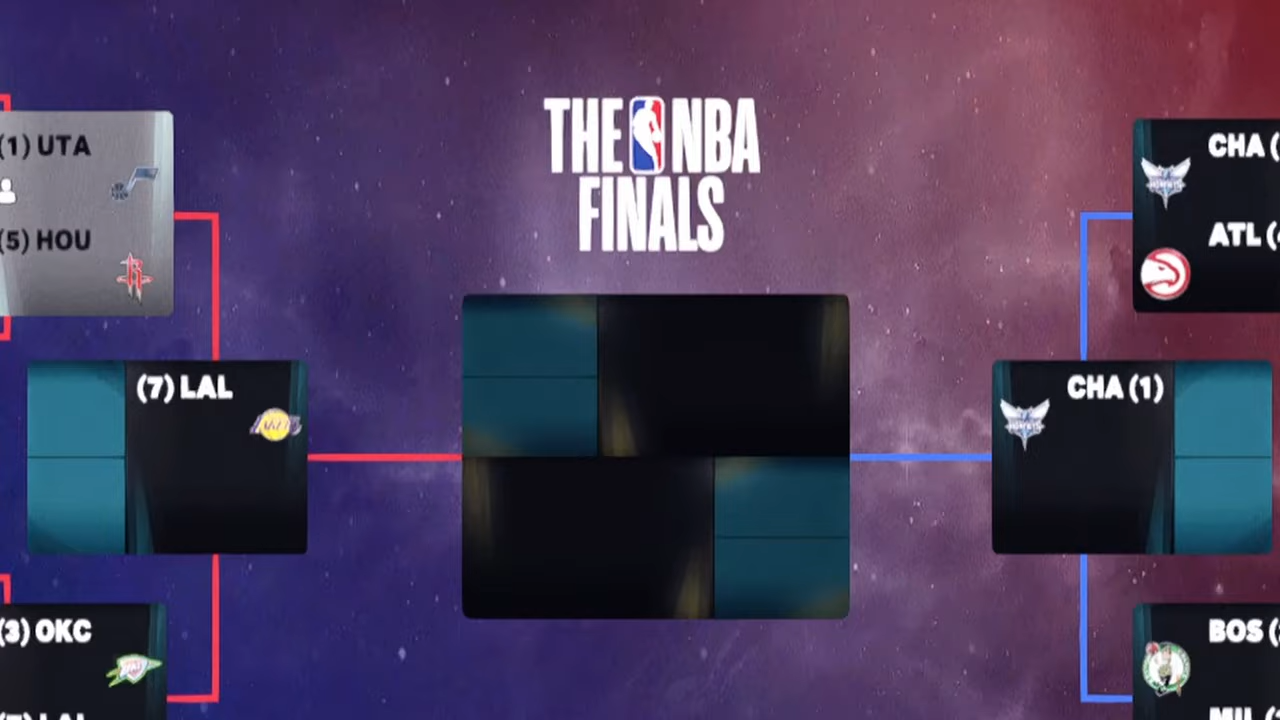 THE NBA
FINALS
(1) UTA
(5) HOU
(7) LAL
(3) OKC
CHA (
ATL (
CHA (1)
BOS (